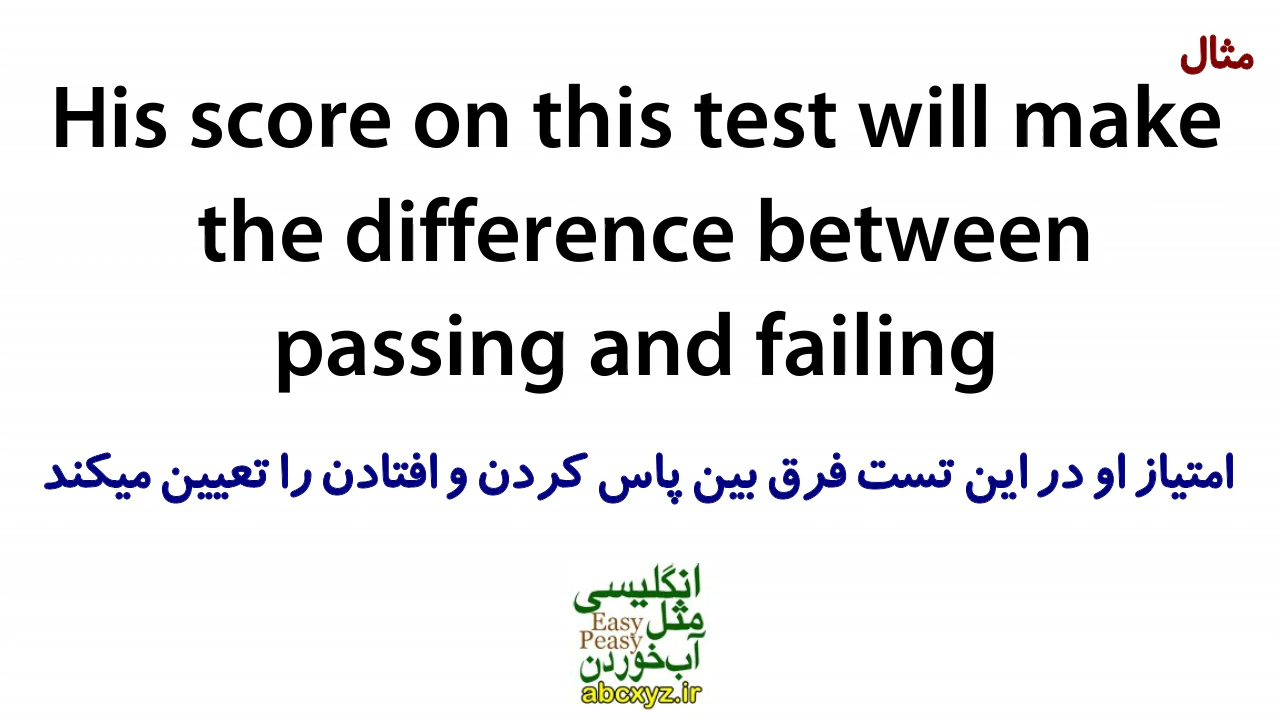 مثال
His score on this test will make
the difference between
passing and failing
امتیاز او در این تست فرق بین پاس کردن و افتادن را تعیین میکند
انگلیسی
مثل
Easy
Peasy
آب‌خوردن
abcxyz.ir